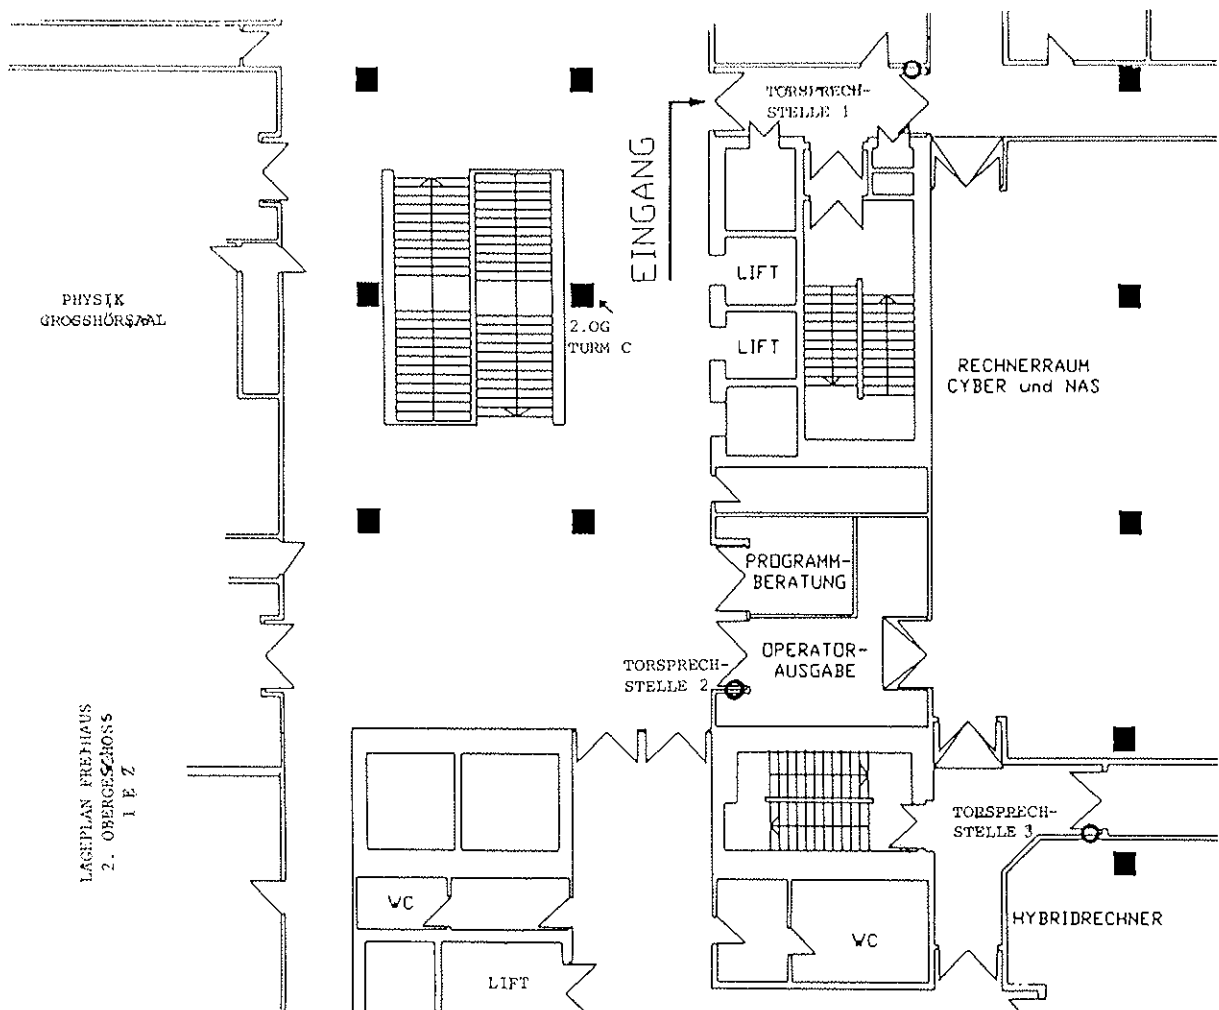 TORSPRECH-
STELLE 1
EINGANG
LIFT
PHYSIK
GROSSHÖRSAAL
2.OG
TURM C
LIFT
RECHNERRAUM
CYBER und NAS
PROGRAMM-
BERATUNG
OPERATOR-
AUSGABE
TORSPRECH-
STELLE 2
LAGEPLAN FREIHAUS
2. OBERGESCHOSS
I E Z
TORSPRECH-
STELLE 3
WC
HYBRIDRECHNER
WC
LIFT